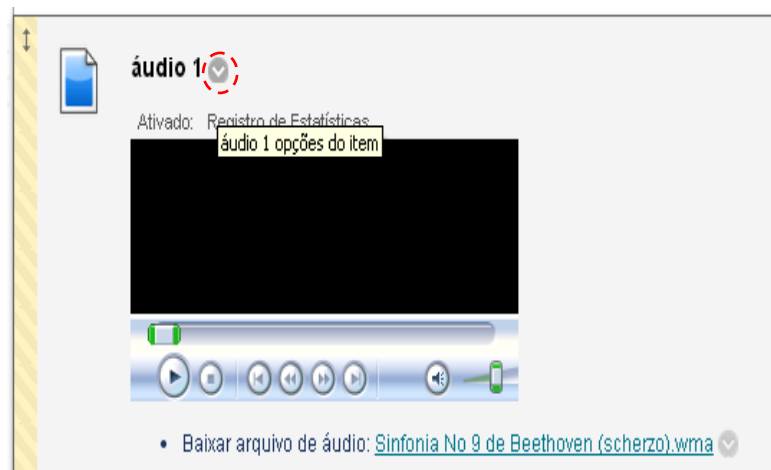 áudio 1
Ativado: Registro de Estatísticas
áudio 1 opções do item
Baixar arquivo de áudio: Sinfonia No 9 de Beethoven (scherzo).wma